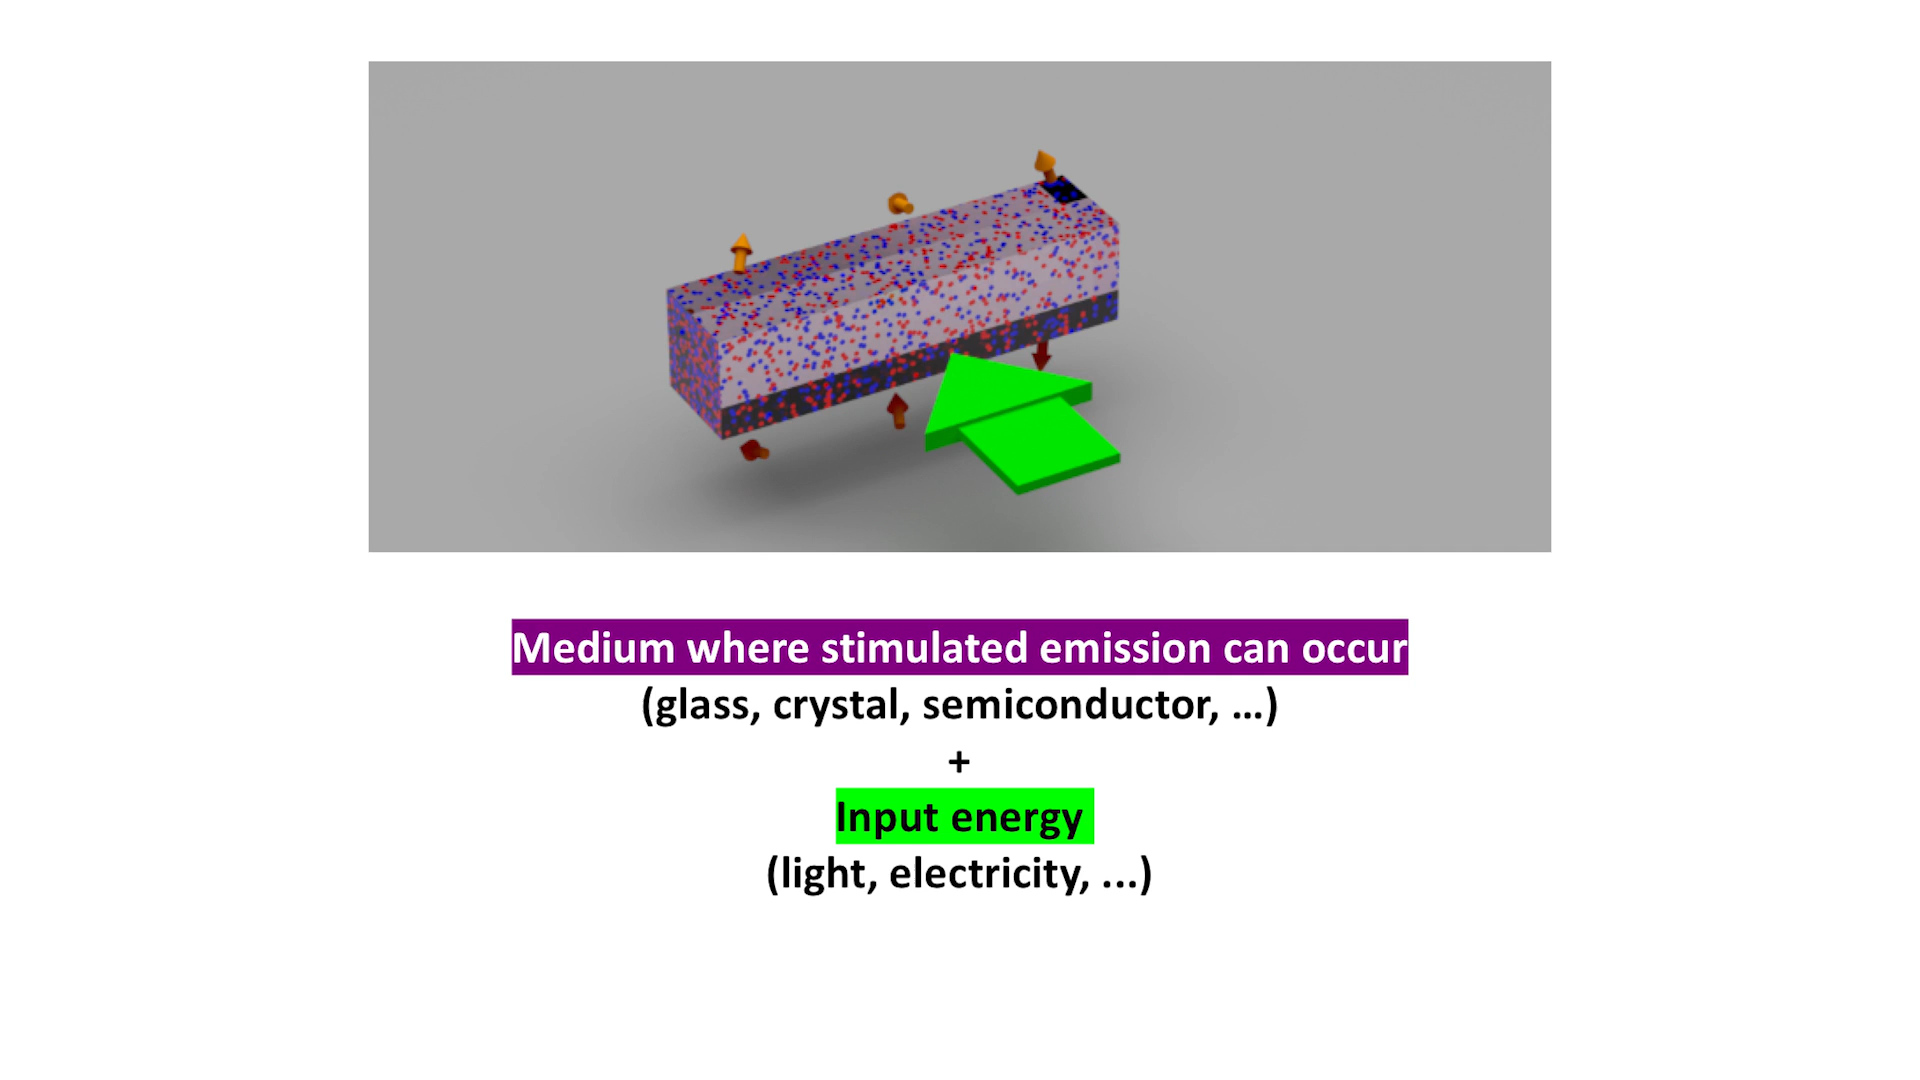 Medium where stimulated emission can occur
(glass, crystal, semiconductor, …)
+
Input energy
(light, electricity, ...)